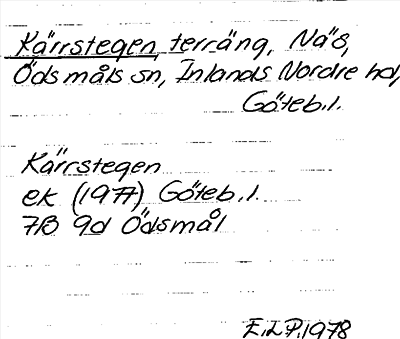 Kärrstegen, terräng, Näs,
Ödsmåls sn, Inlands Nordre hd,
Göteb. l.
Kärrstegen
ek (1977) Göteb. l.
7B 9d Ödsmål
E.L.P. 1978